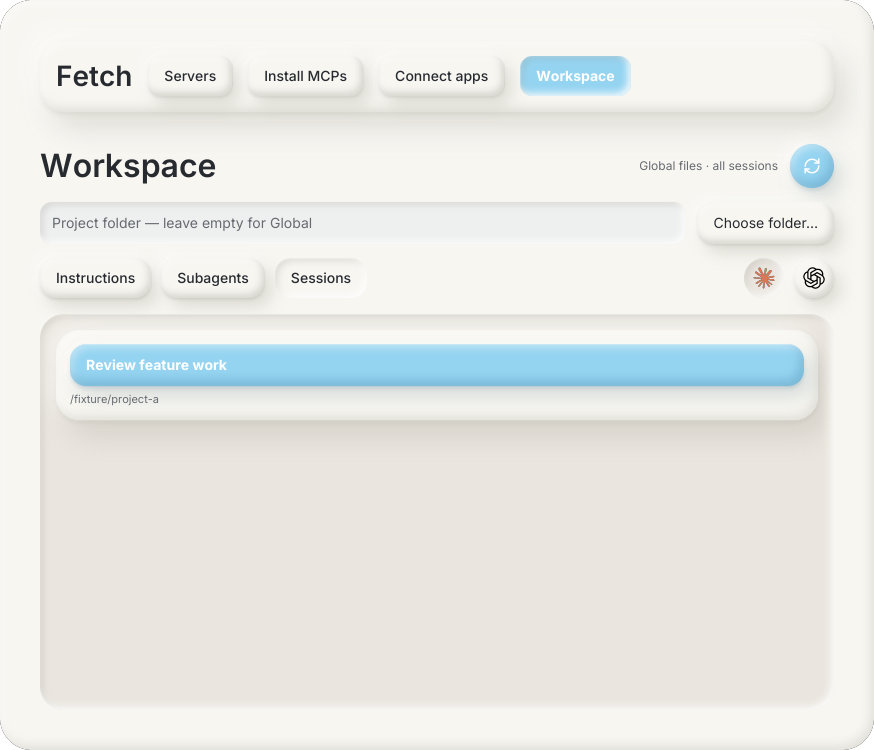 Fetch
Servers
Install MCPs
Connect apps
Workspace
Workspace
Global files · all sessions
Project folder — leave empty for Global
Choose folder...
Instructions
Subagents
Sessions
Review feature work
/fixture/project-a